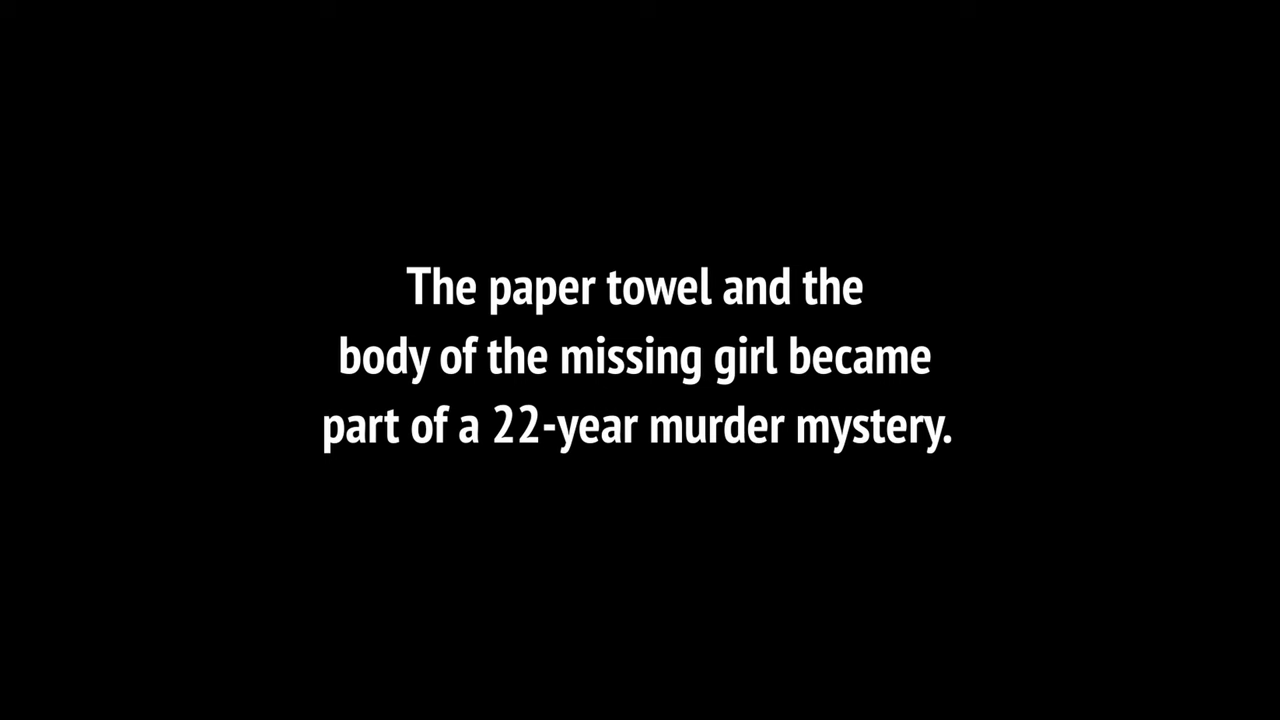 The paper towel and the
body of the missing girl became
part of a 22-year murder mystery.